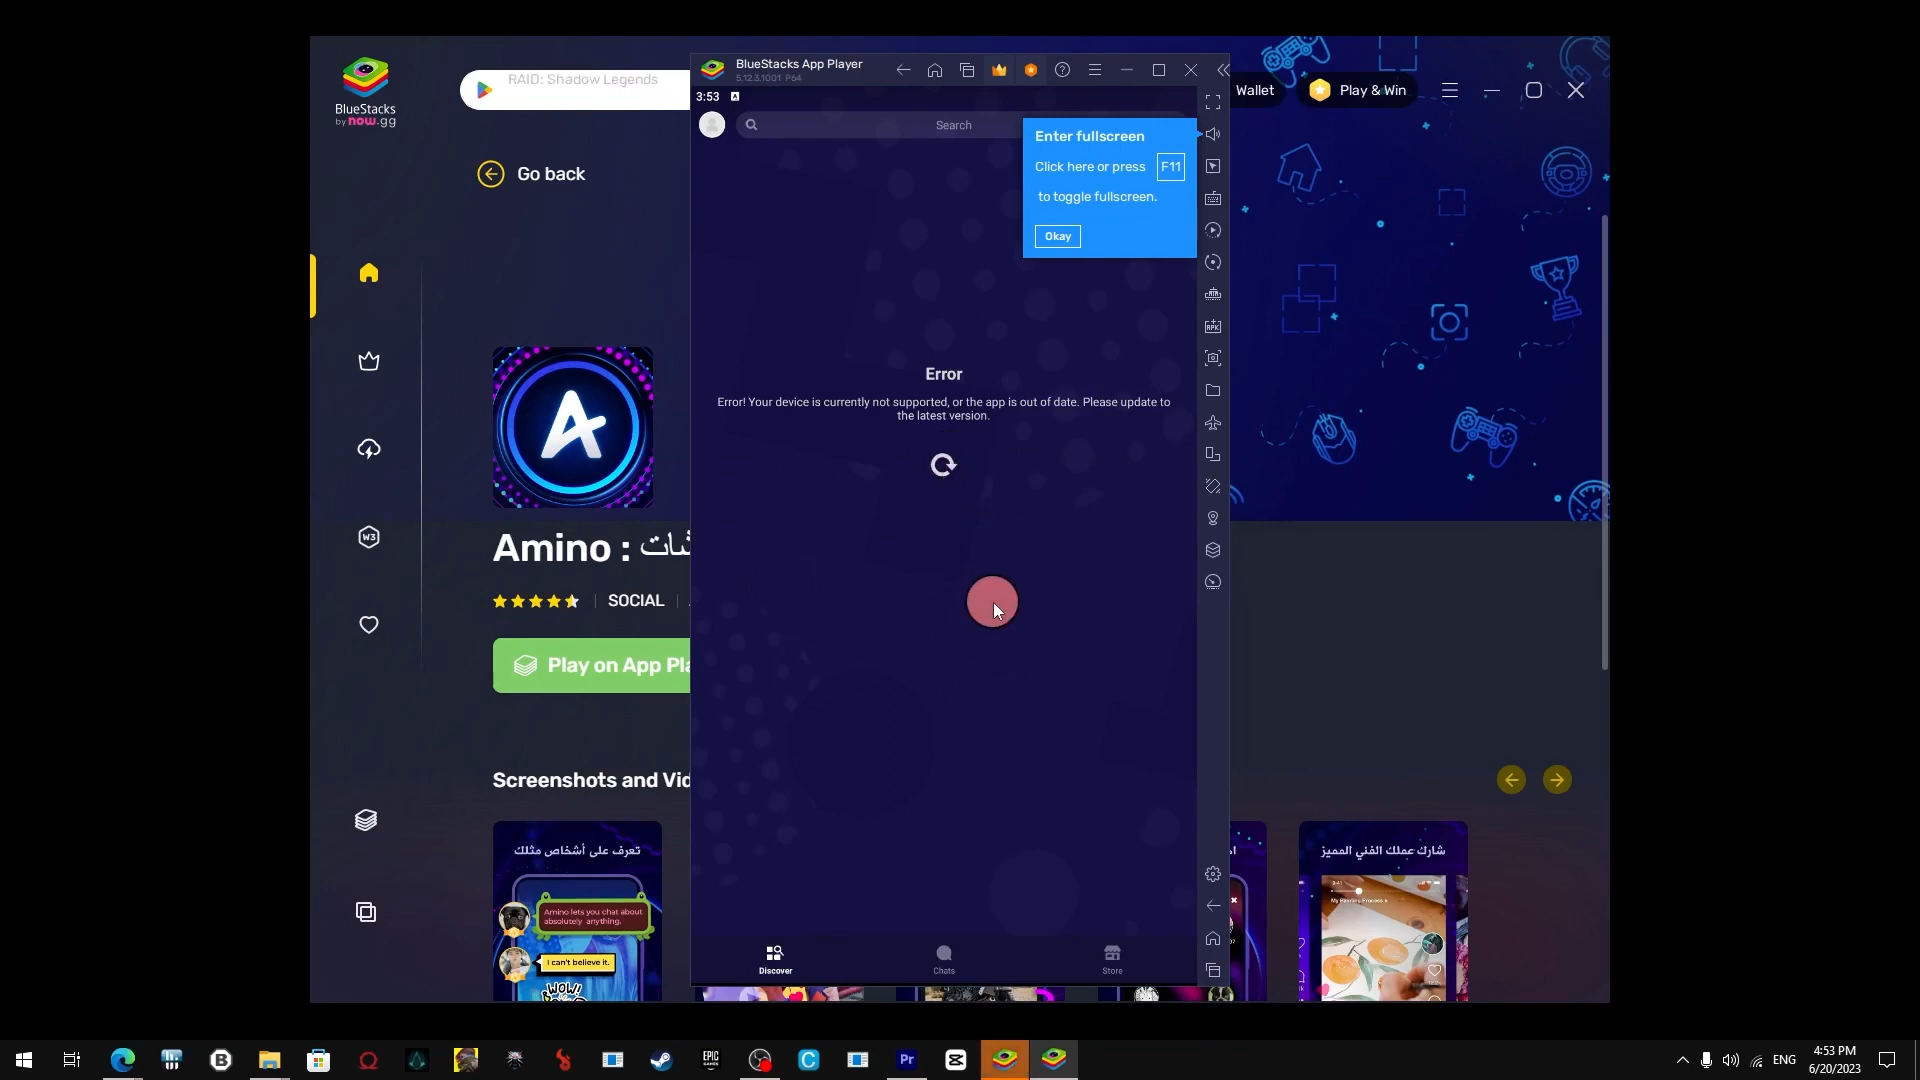 BlueStacks
by now.gg
RAID: Shadow Legends
Go back
Amino : شات
SOCIAL
Play on App Pla
Screenshots and Vid
تعرف على أشخاص مثلك
Amino lets you chat about
absolutely anything.
I can't believe it.
WOW!
BlueStacks App Player
5.12.3.1001 P64
3:53
Search
Enter fullscreen
Click here or press F11
to toggle fullscreen.
Okay
Error
Error! Your device is currently not supported, or the app is out of date. Please update to
the latest version.
Discover
Chats
Store
Wallet
Play & Win
شارك عملك الفني المميز
My Painting Process
ENG
4:53 PM
6/20/2023